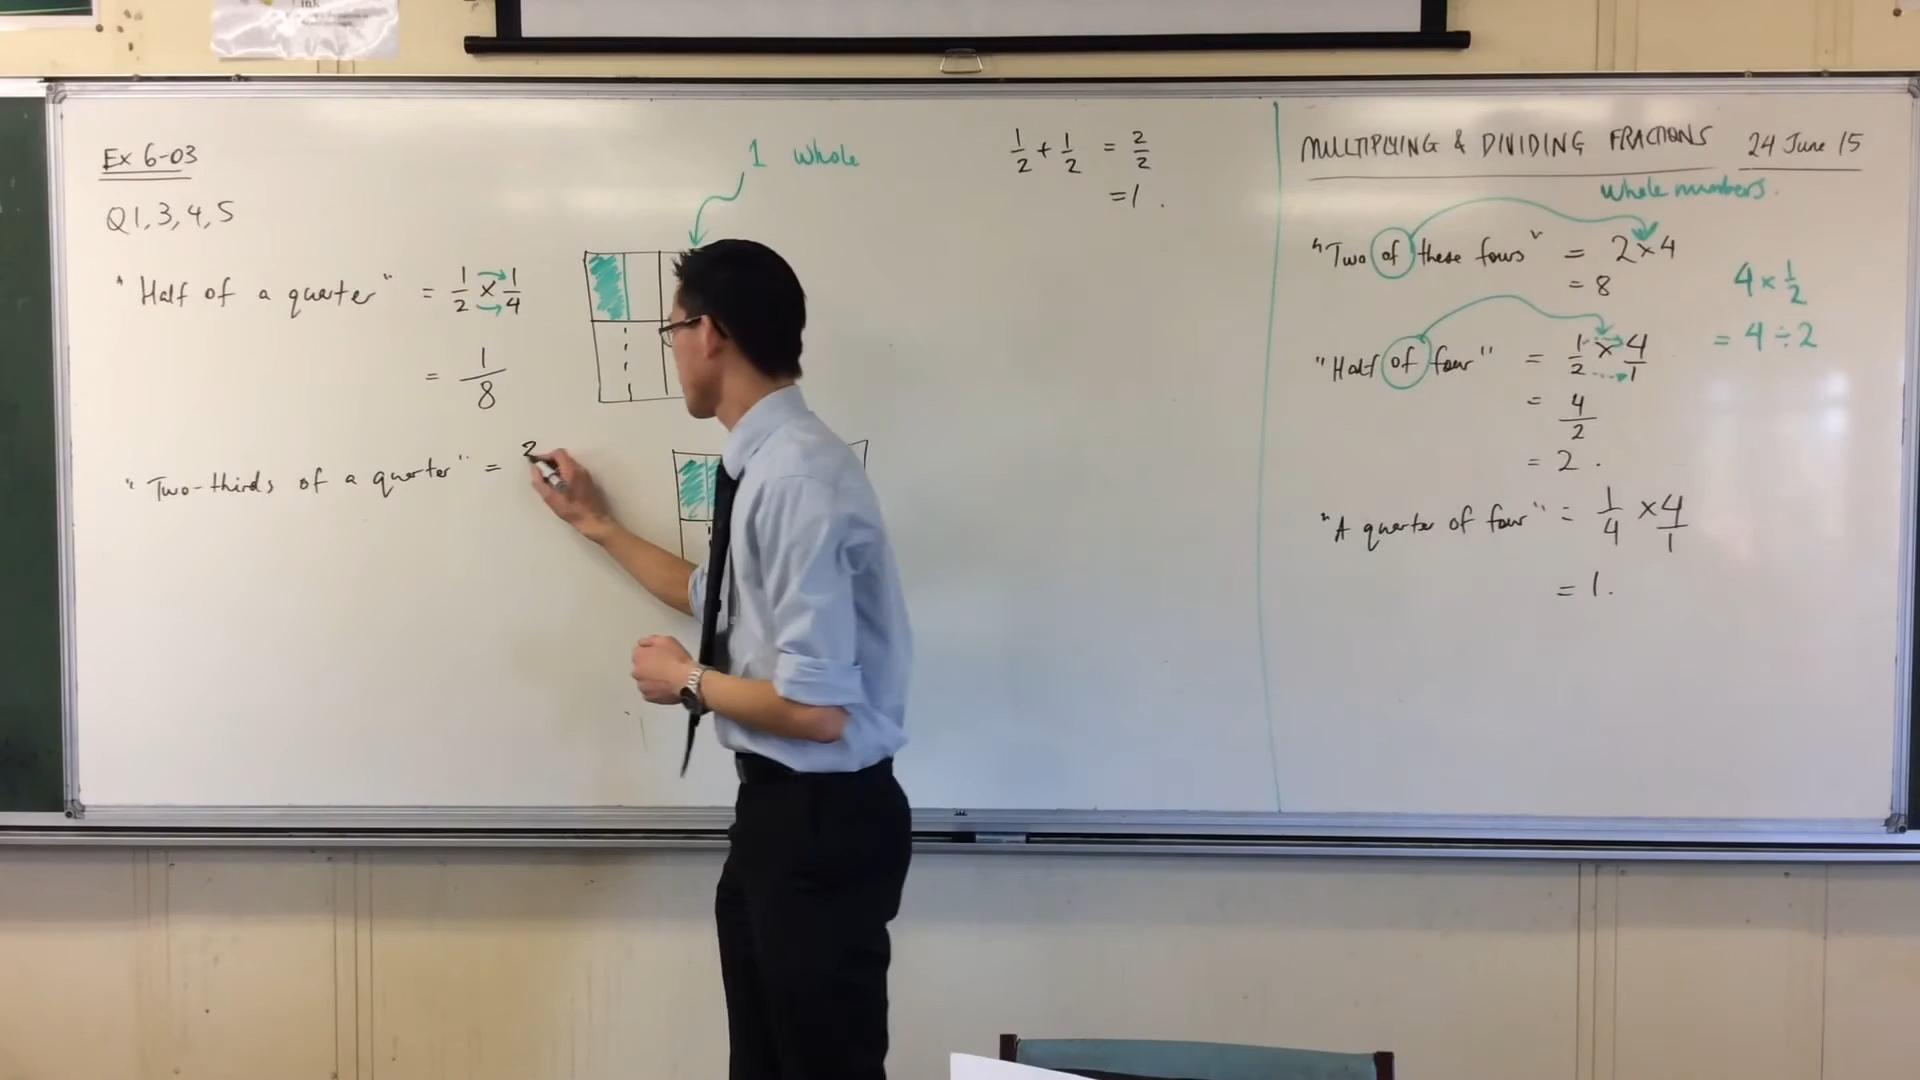 Link
Ex 6-03
Q1, 3, 4, 5
"Half of a quarter" = 1/2 × 1/4
= 1/8
"Two-thirds of a quarter" = 2
1 whole
1/2 + 1/2 = 2/2
= 1.
MULTIPLYING & DIVIDING FRACTIONS 24 June 15
whole numbers.
"Two of these fours" = 2×4
= 8
4 × 1/2
= 4 ÷ 2
"Half of four" = 1/2 × 4/1
= 4/2
= 2.
"A quarter of four" = 1/4 × 4/1
= 1.